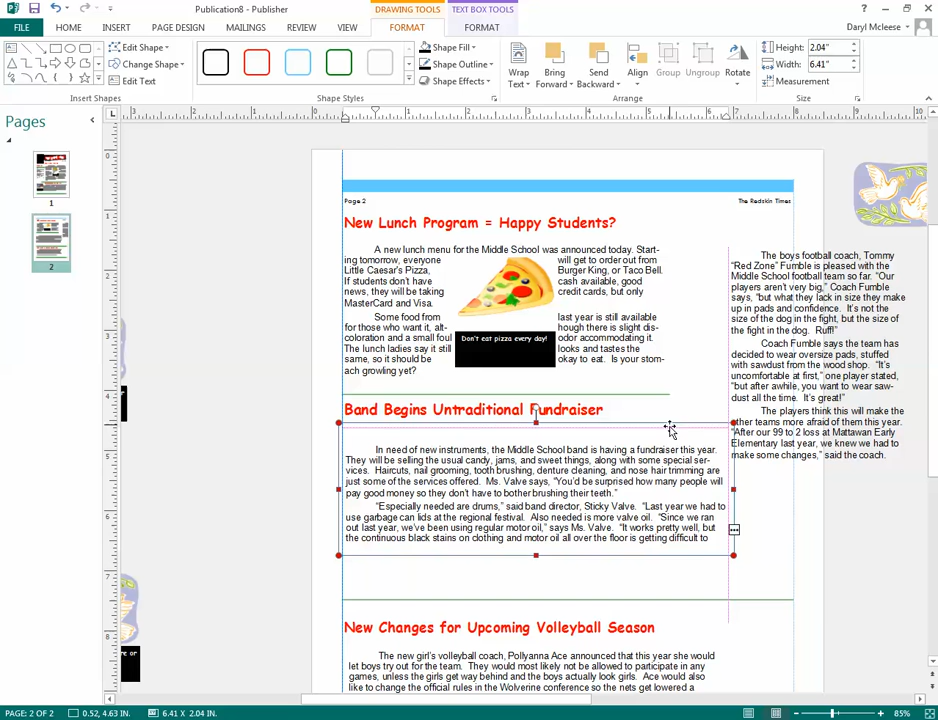 Publication8 - Publisher
DRAWING TOOLS
TEXT BOX TOOLS
FILE HOME INSERT PAGE DESIGN MAILINGS REVIEW VIEW FORMAT FORMAT
Daryl Mcleese
Edit Shape
Change Shape
Edit Text
Insert Shapes
Shape Fill
Shape Outline
Shape Effects
Shape Styles
Wrap Text
Bring Forward
Send Backward
Align
Group
Ungroup
Rotate
Arrange
Height: 2.04"
Width: 6.41"
Measurement
Size
Pages
1
2
Page 2
The Redskin Times
New Lunch Program = Happy Students?
A new lunch menu for the Middle School was announced today. Start-
ing tomorrow, everyone will get to order out from
Little Caesar's Pizza, Burger King, or Taco Bell.
If students don't have cash available, good
news, they will be taking credit cards, but only
MasterCard and Visa.
Some food from last year is still available
for those who want it, alt- hough there is slight dis-
coloration and a small foul odor accommodating it.
The lunch ladies say it still looks and tastes the
same, so it should be okay to eat. Is your stom-
ach growling yet?
Don't eat pizza every day!
Band Begins Untraditional Fundraiser
In need of new instruments, the Middle School band is having a fundraiser this year.
They will be selling the usual candy, jams, and sweet things, along with some special ser-
vices. Haircuts, nail grooming, tooth brushing, denture cleaning, and nose hair trimming are
just some of the services offered. Ms. Valve says, "You'd be surprised how many people will
pay good money so they don't have to bother brushing their teeth."
"Especially needed are drums," said band director, Sticky Valve. "Last year we had to
use garbage can lids at the regional festival. Also needed is more valve oil. "Since we ran
out last year, we've been using regular motor oil," says Ms. Valve. "It works pretty well, but
the continuous black stains on clothing and motor oil all over the floor is getting difficult to
New Changes for Upcoming Volleyball Season
The new girl's volleyball coach, Pollyanna Ace announced that this year she would
let boys try out for the team. They would most likely not be allowed to participate in any
games, unless the girls get way behind and the boys actually look girls. Ace would also
like to change the official rules in the Wolverine conference so the nets get lowered a
The boys football coach, Tommy
"Red Zone" Fumble is pleased with the
Middle School football team so far. "Our
players aren't very big," Coach Fumble
says, "but what they lack in size they make
up in pads and confidence. It's not the
size of the dog in the fight, but the size of
the fight in the dog. Ruff!"
Coach Fumble says the team has
decided to wear oversize pads, stuffed
with sawdust from the wood shop. "It's
uncomfortable at first," one player stated,
"but after awhile, you want to wear saw-
dust all the time. It's great!"
The players think this will make the
other teams more afraid of them this year.
"After our 99 to 2 loss at Mattawan Early
Elementary last year, we knew we had to
make some changes," said the coach.
PAGE: 2 OF 2
0.52, 4.63 IN.
6.41 X 2.04 IN.
85%